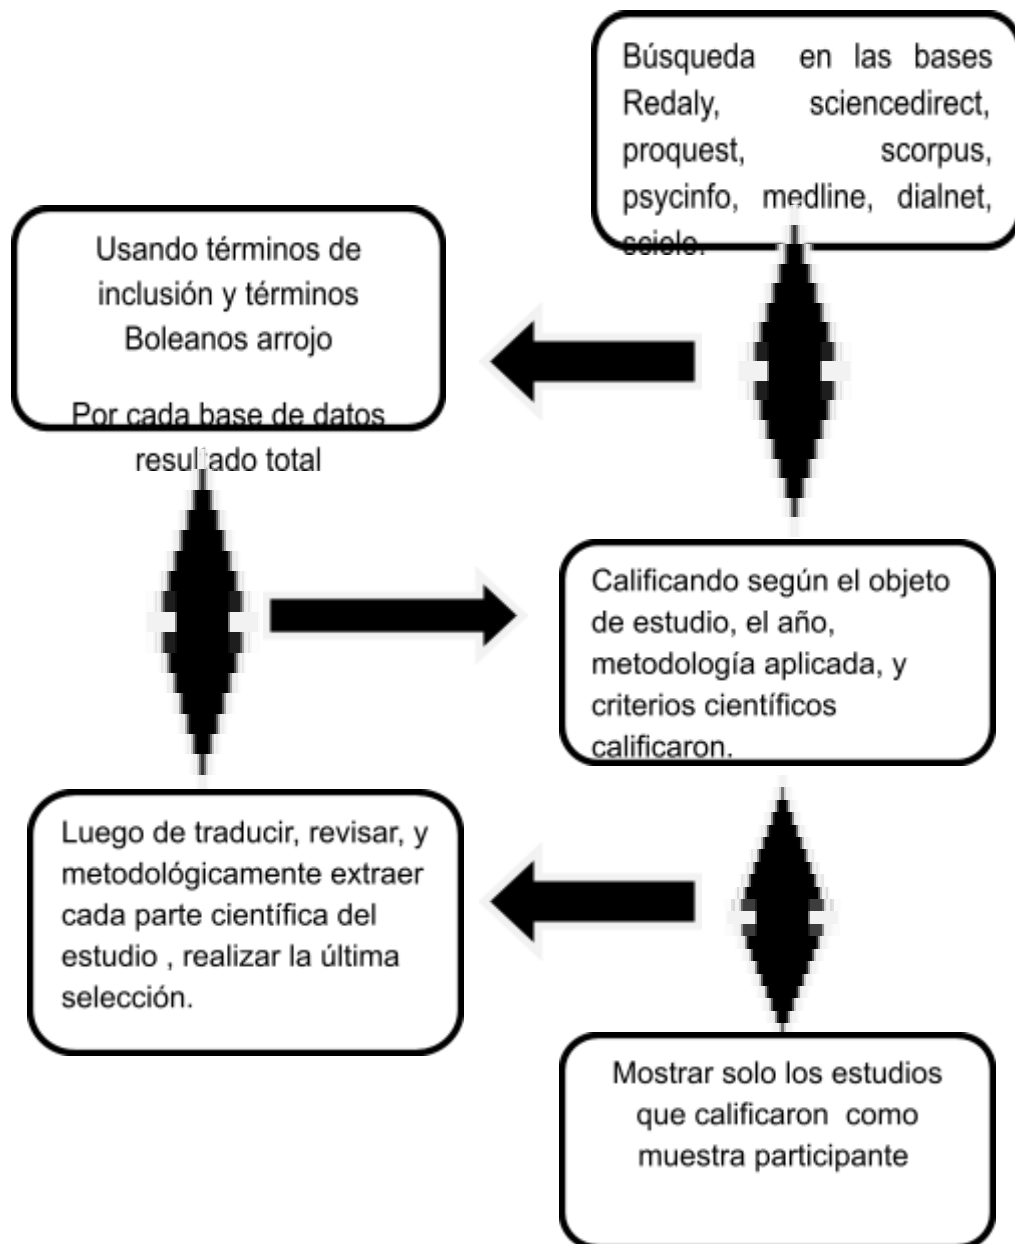 Búsqueda en las bases
Redaly, sciencedirect,
proquest, scorpus,
psycinfo, medline, dialnet,
sciele.
Usando términos de
inclusión y términos
Boleanos arrojo
Por cada base de datos
resultado total
Calificando según el objeto
de estudio, el año,
metodología aplicada, y
criterios científicos
calificaron.
Luego de traducir, revisar, y
metodológicamente extraer
cada parte científica del
estudio , realizar la última
selección.
Mostrar solo los estudios
que calificaron como
muestra participante